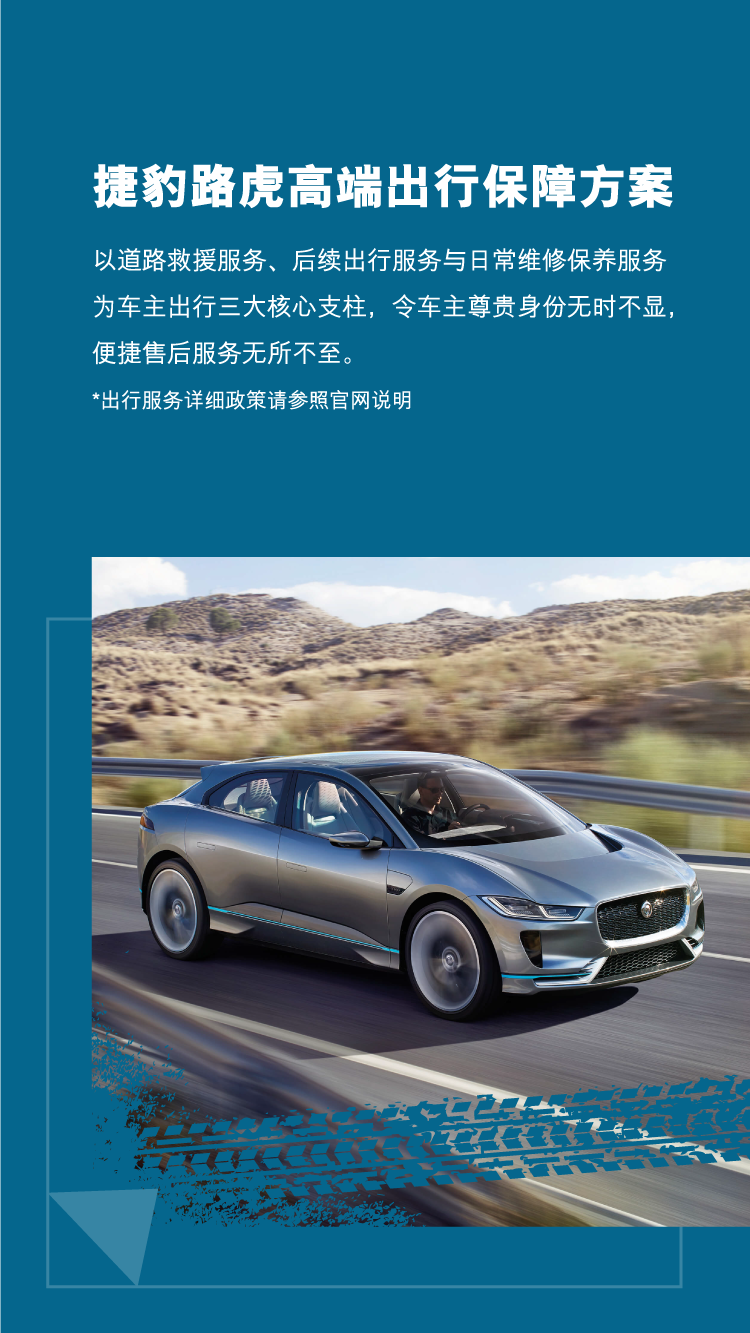 捷豹路虎高端出行保障方案
以道路救援服务、后续出行服务与日常维修保养服务
为车主出行三大核心支柱，令车主尊贵身份无时不显，
便捷售后服务无所不至。
*出行服务详细政策请参照官网说明